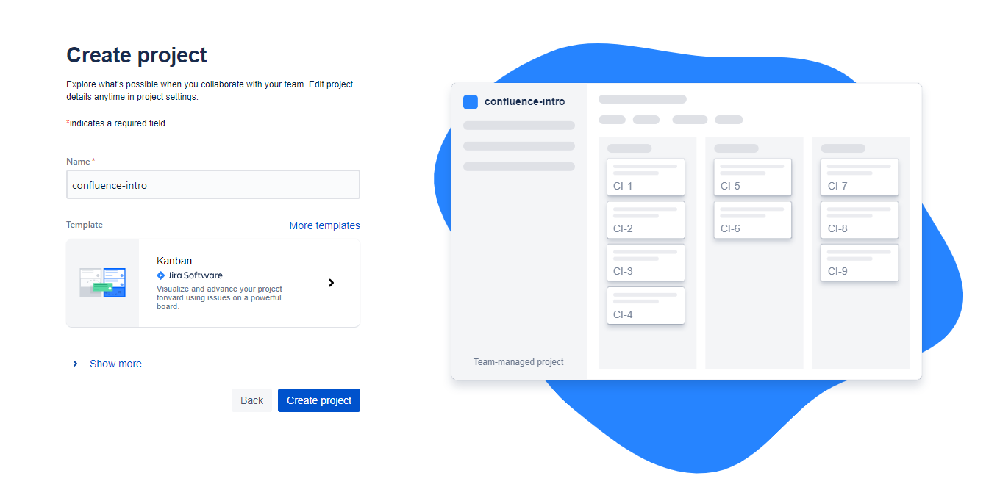 Create project
Explore what's possible when you collaborate with your team. Edit project
details anytime in project settings.
*indicates a required field.
Name*
confluence-intro
Template
More templates
Kanban
Jira Software
Visualize and advance your project
forward using issues on a powerful
board.
Show more
Back
Create project
confluence-intro
Team-managed project
CI-1
CI-2
CI-3
CI-4
CI-5
CI-6
CI-7
CI-8
CI-9